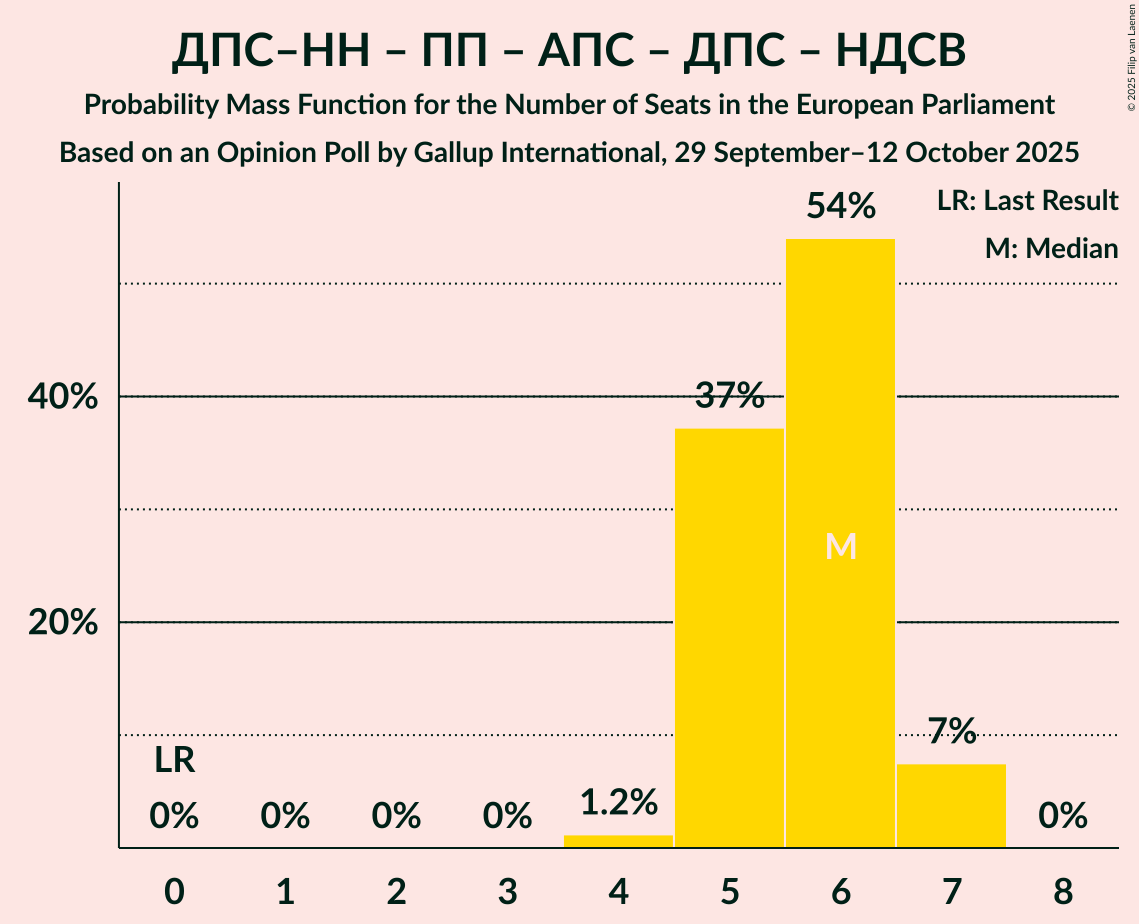 ДПС–НН – ПП – АПС – ДПС – НДСВ
Probability Mass Function for the Number of Seats in the European Parliament
Based on an Opinion Poll by Gallup International, 29 September–12 October 2025
© 2025 Filip van Laenen
LR: Last Result
M: Median
54%
40%
37%
M
20%
7%
LR
1.2%
0% 0% 0% 0% 0%
0 1 2 3 4 5 6 7 8